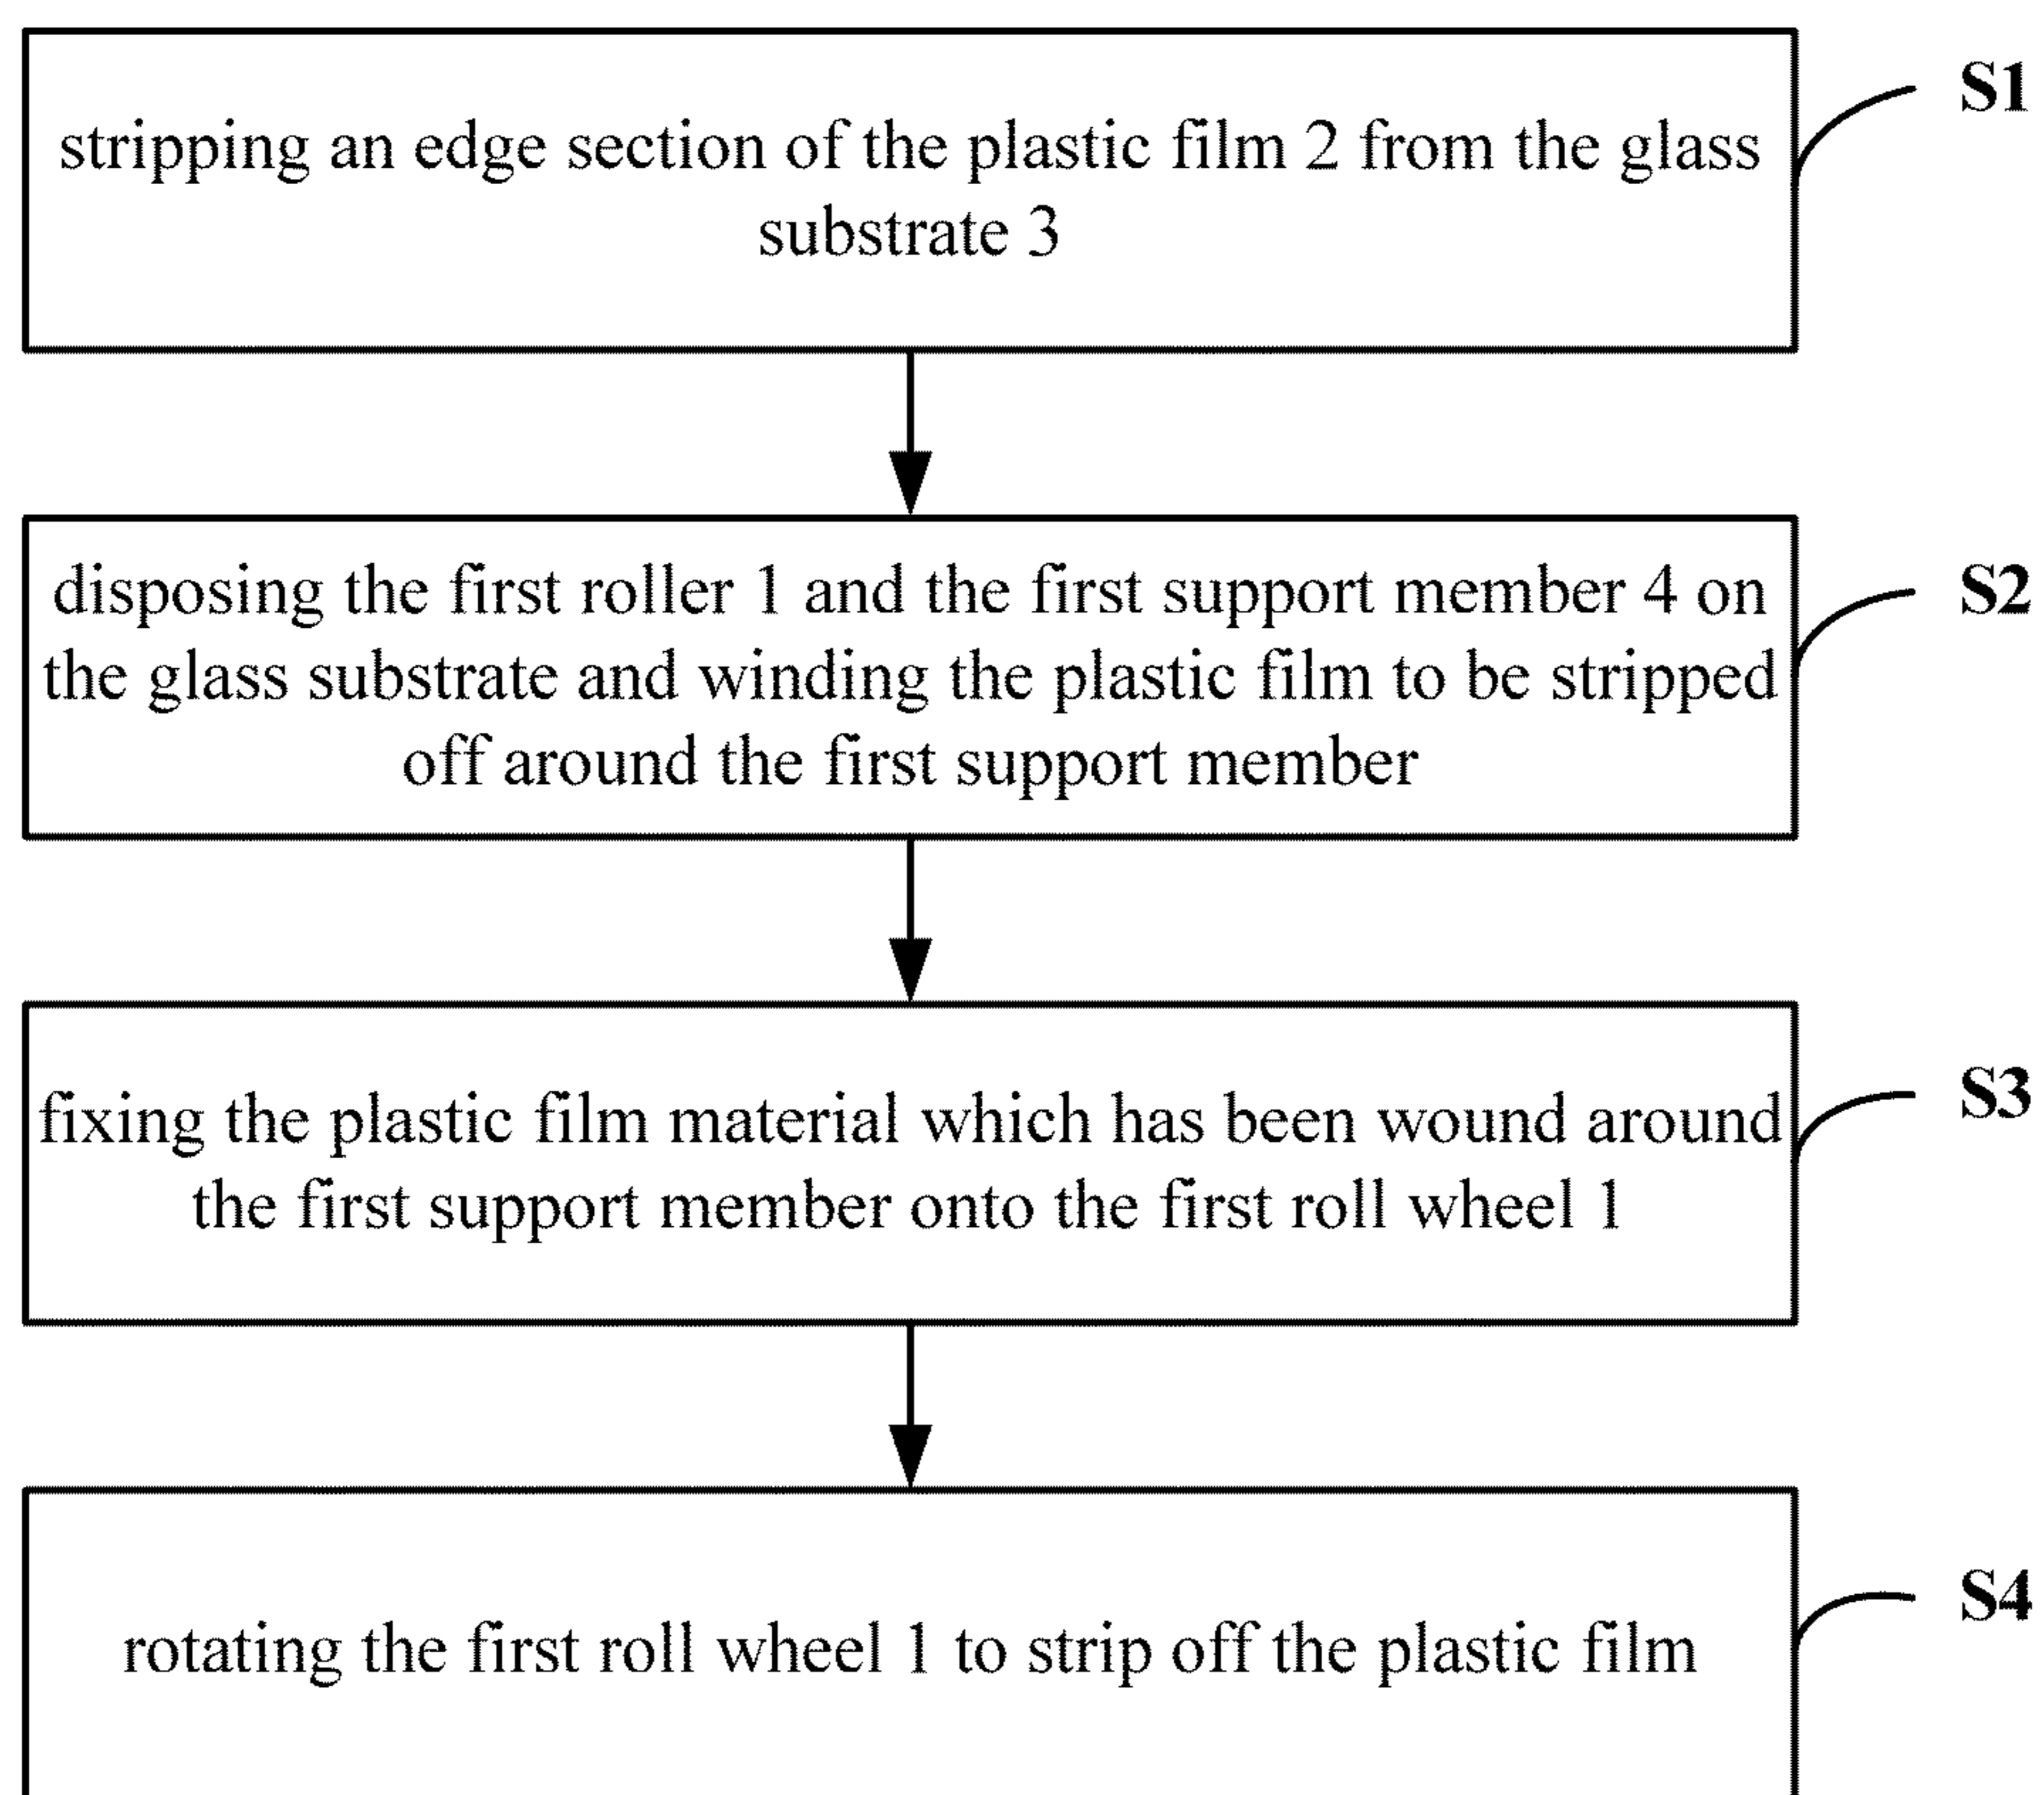 S1
stripping an edge section of the plastic film 2 from the glass
substrate 3
S2
disposing the first roller 1 and the first support member 4 on
the glass substrate and winding the plastic film to be stripped
off around the first support member
S3
fixing the plastic film material which has been wound around
the first support member onto the first roll wheel 1
S4
rotating the first roll wheel 1 to strip off the plastic film